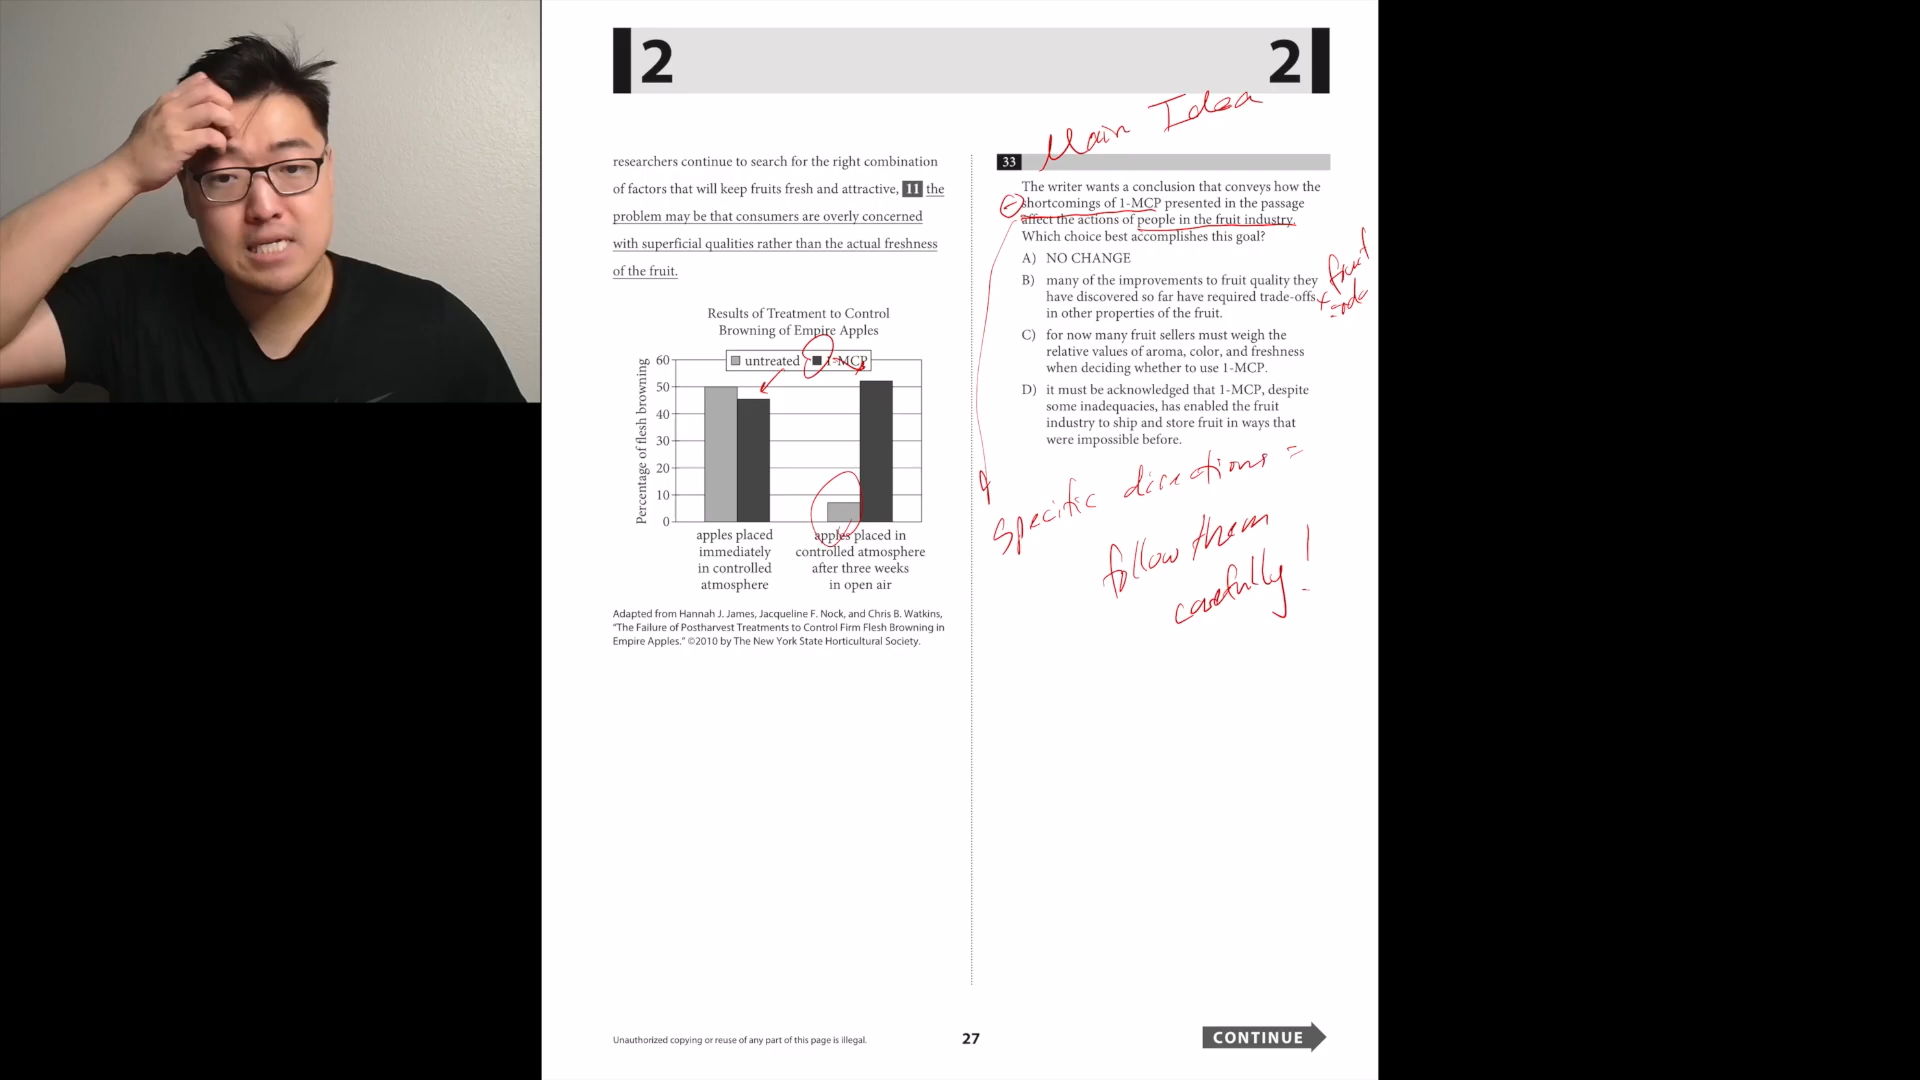 2 2
Main Idea
researchers continue to search for the right combination
of factors that will keep fruits fresh and attractive, 11 the
problem may be that consumers are overly concerned
with superficial qualities rather than the actual freshness
of the fruit.
Results of Treatment to Control
Browning of Empire Apples
untreated 1-MCP
Percentage of flesh browning
60
50
40
30
20
10
0
apples placed
immediately
in controlled
atmosphere
apples placed in
controlled atmosphere
after three weeks
in open air
Adapted from Hannah J. James, Jacqueline F. Nock, and Chris B. Watkins,
"The Failure of Postharvest Treatments to Control Firm Flesh Browning in
Empire Apples." ©2010 by The New York State Horticultural Society.
33
The writer wants a conclusion that conveys how the
shortcomings of 1-MCP presented in the passage
affect the actions of people in the fruit industry.
Which choice best accomplishes this goal?
A) NO CHANGE
B) many of the improvements to fruit quality they
have discovered so far have required trade-offs
in other properties of the fruit.
C) for now many fruit sellers must weigh the
relative values of aroma, color, and freshness
when deciding whether to use 1-MCP.
D) it must be acknowledged that 1-MCP, despite
some inadequacies, has enabled the fruit
industry to ship and store fruit in ways that
were impossible before.
fruit
Specific directions =
follow them
carefully!
Unauthorized copying or reuse of any part of this page is illegal.
27
CONTINUE